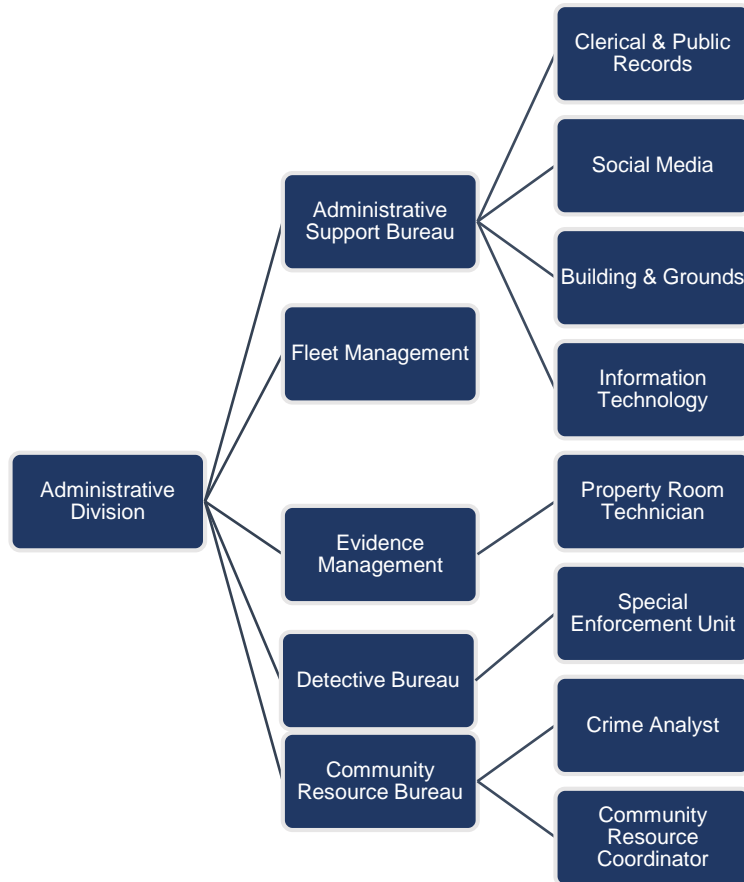 Clerical & Public
Records
Social Media
Administrative
Support Bureau
Building & Grounds
Fleet Management
Information
Technology
Administrative
Division
Property Room
Technician
Evidence
Management
Special
Enforcement Unit
Detective Bureau
Crime Analyst
Community
Resource Bureau
Community
Resource
Coordinator